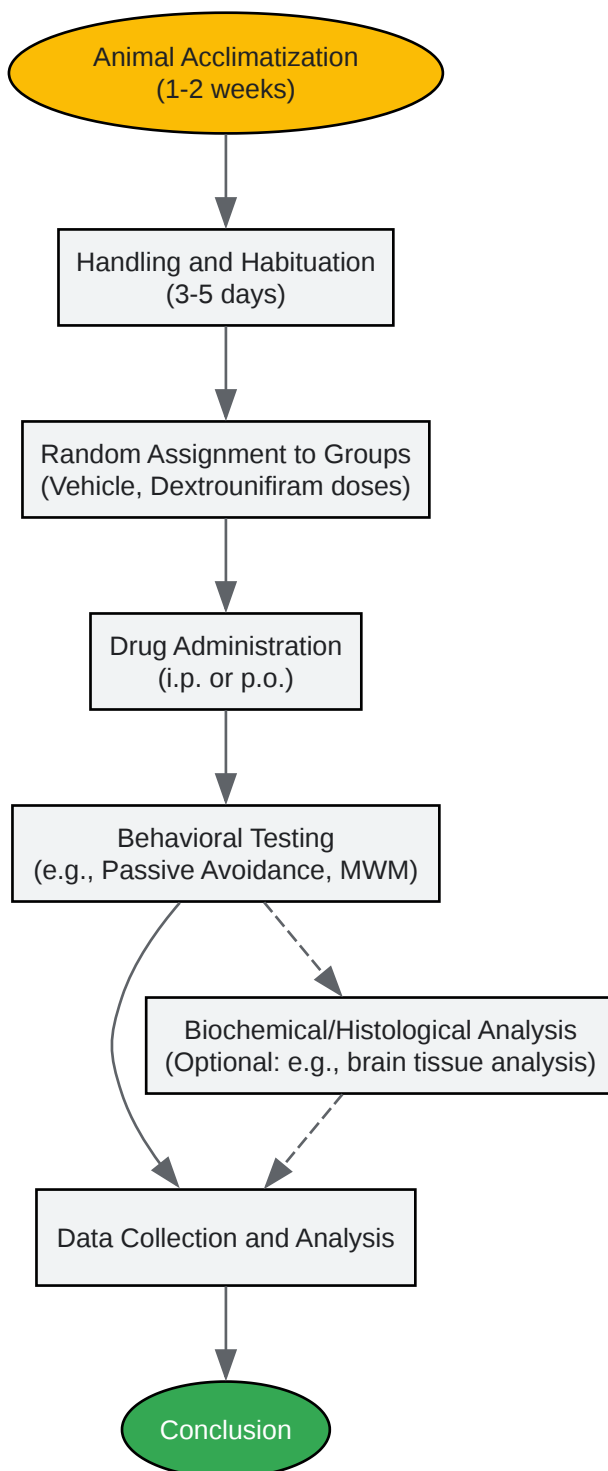 Animal Acclimatization
(1-2 weeks)
Handling and Habituation
(3-5 days)
Random Assignment to Groups
(Vehicle, Dextrounifiram doses)
Drug Administration
(i.p. or p.o.)
Behavioral Testing
(e.g., Passive Avoidance, MWM)
Biochemical/Histological Analysis
(Optional: e.g., brain tissue analysis)
Data Collection and Analysis
Conclusion